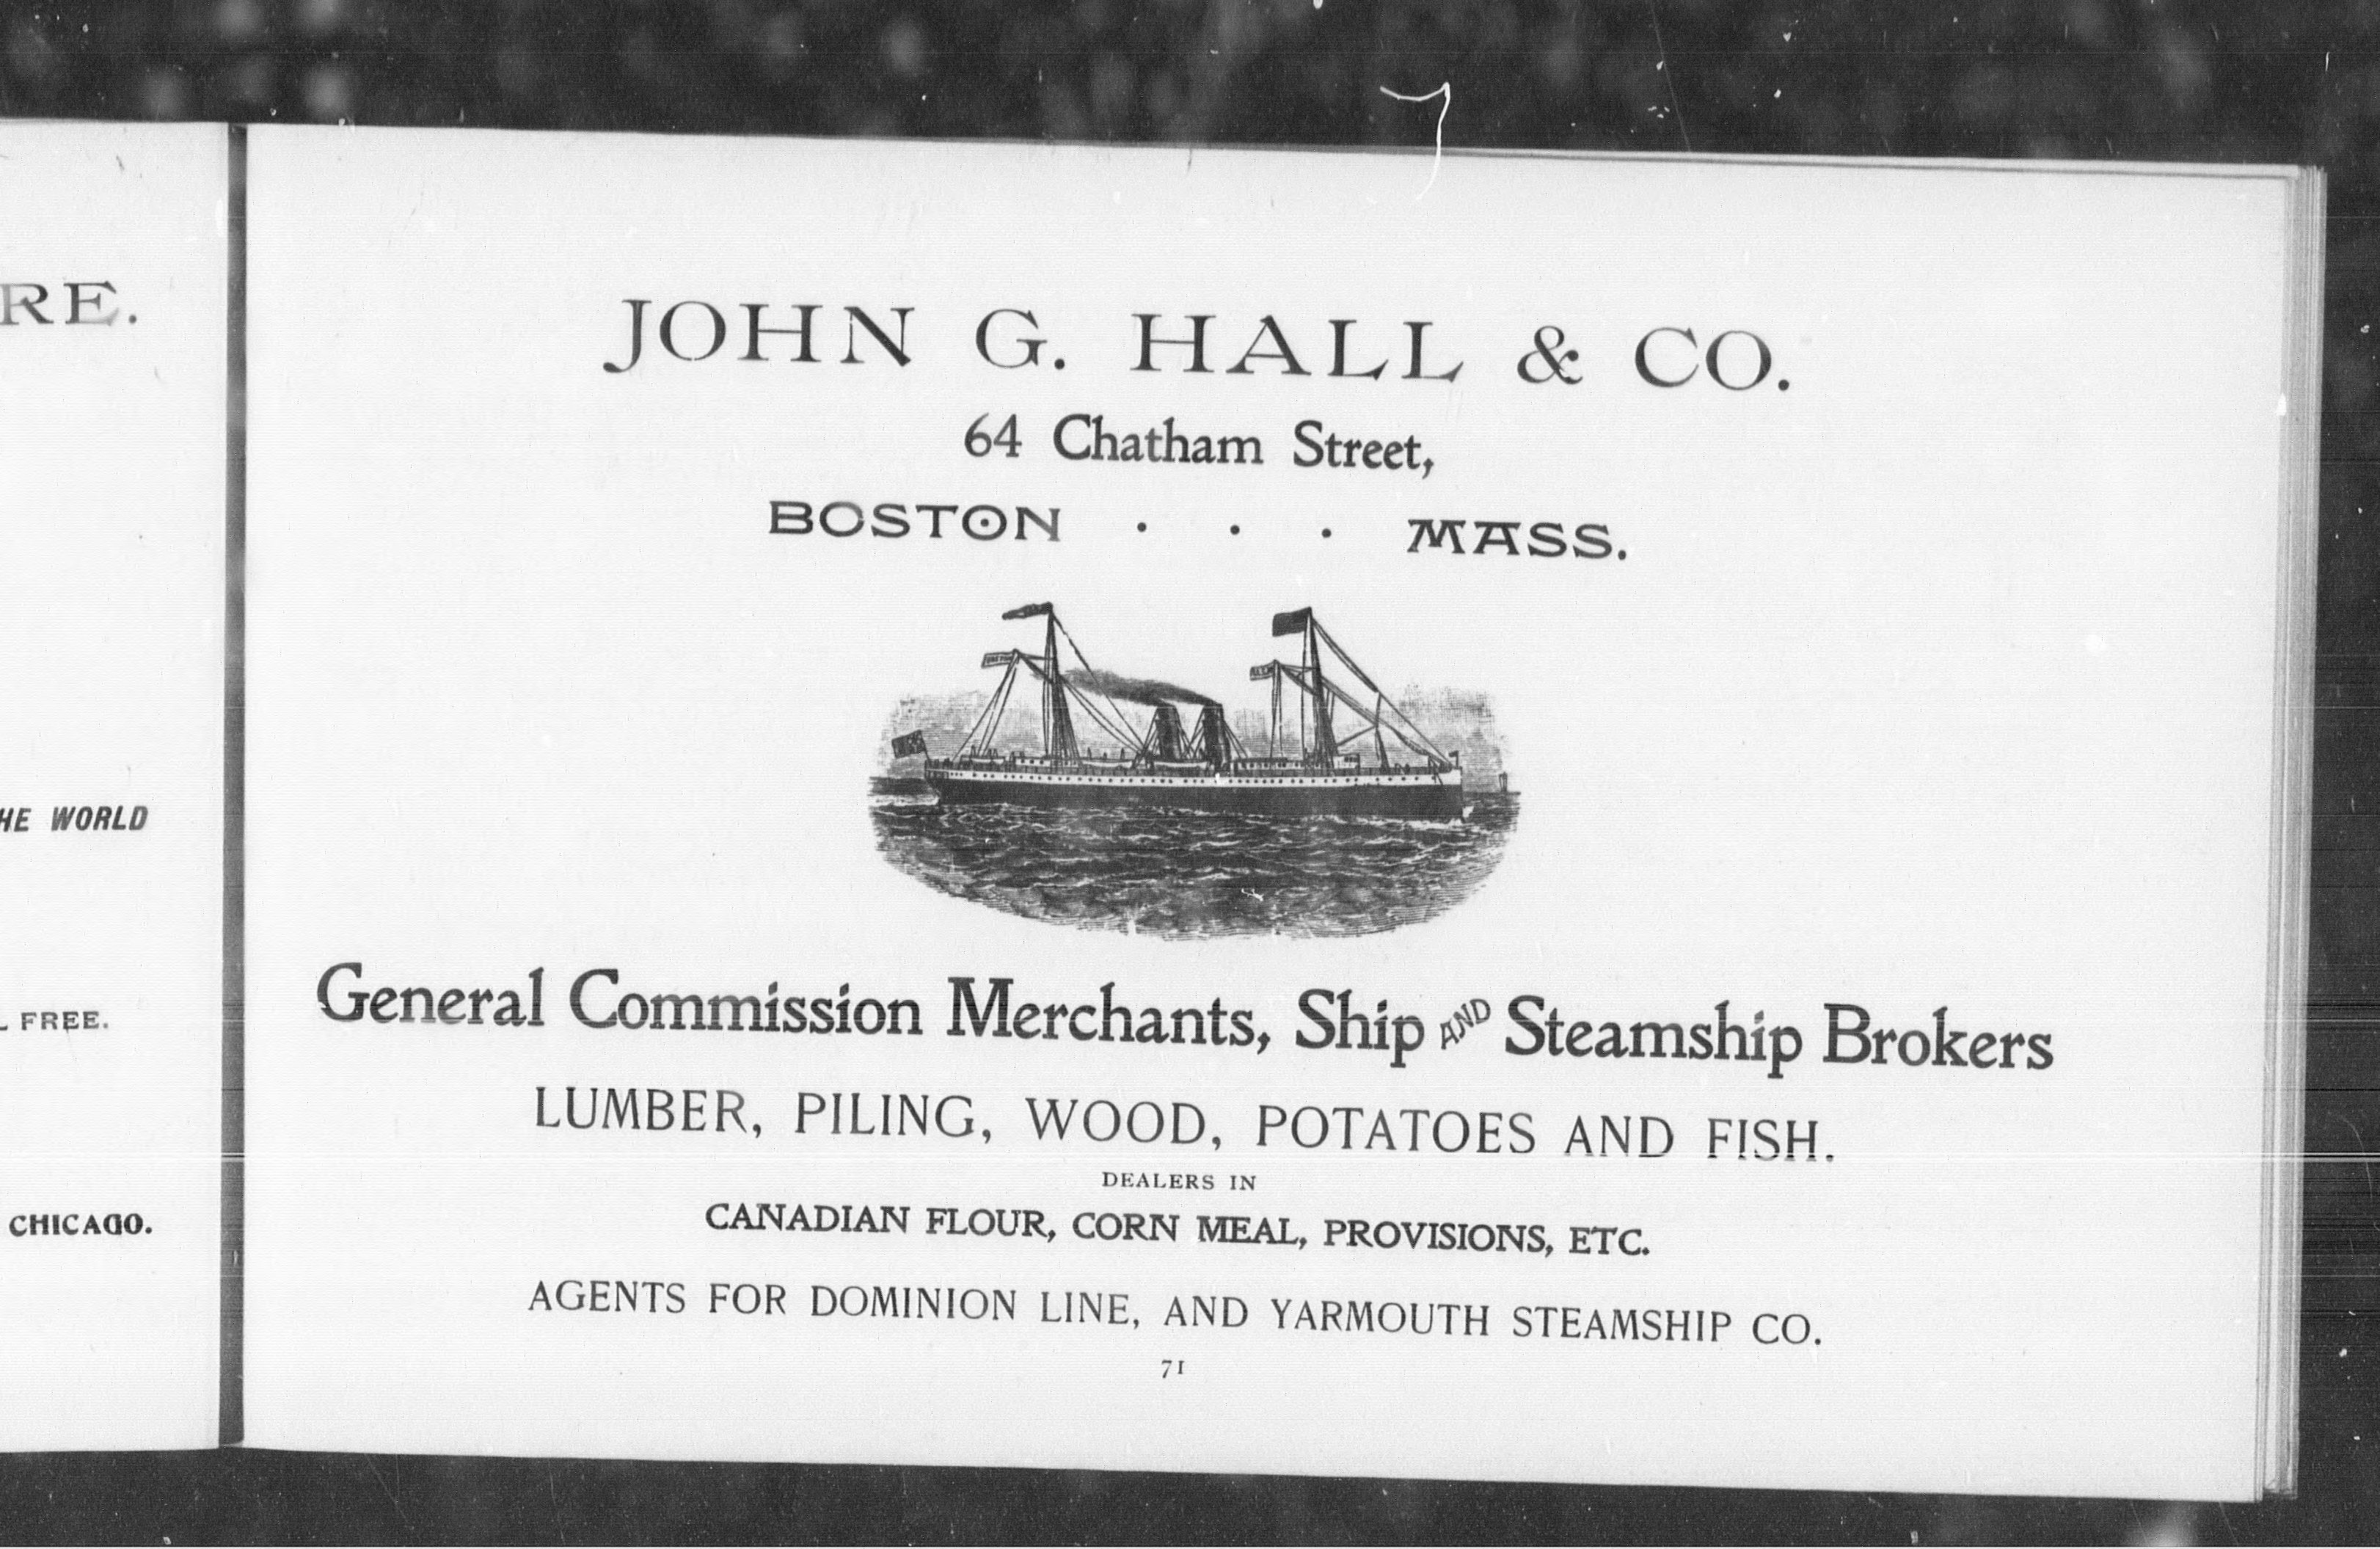 RE.
HE WORLD
FREE.
CHICAGO.
JOHN G. HALL & CO.
64 Chatham Street,
BOSTON . . . MASS.
General Commission Merchants, Ship AND Steamship Brokers
LUMBER, PILING, WOOD, POTATOES AND FISH.
DEALERS IN
CANADIAN FLOUR, CORN MEAL, PROVISIONS, ETC.
AGENTS FOR DOMINION LINE, AND YARMOUTH STEAMSHIP CO.
71